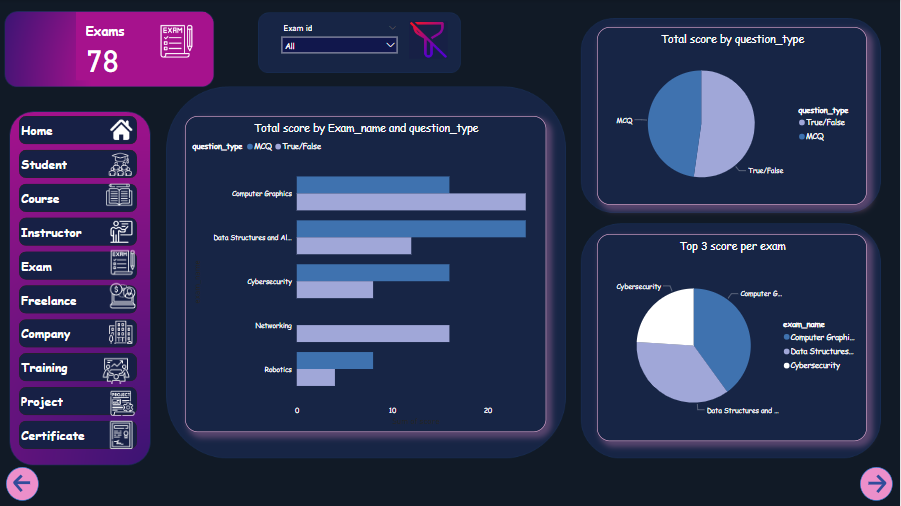 Exams
78
EXAM
Exam id
All
Home
Student
Course
Instructor
Exam
EXAM
Freelance
Company
Training
Project
PROJECT
Certificate
Total score by Exam_name and question_type
question_type MCQ True/False
Computer Graphics
Data Structures and Al...
Cybersecurity
Networking
Robotics
0 10 20
Total score by question_type
MCQ
True/False
question_type
True/False
MCQ
Top 3 score per exam
Cybersecurity
Computer G...
Data Structures and ...
exam_name
Computer Graphi...
Data Structures...
Cybersecurity